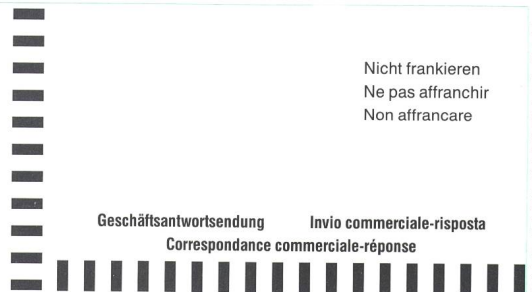 Nicht frankieren
Ne pas affranchir
Non affrancare
Geschäftsantwortsendung Invio commerciale-risposta
Correspondance commerciale-réponse